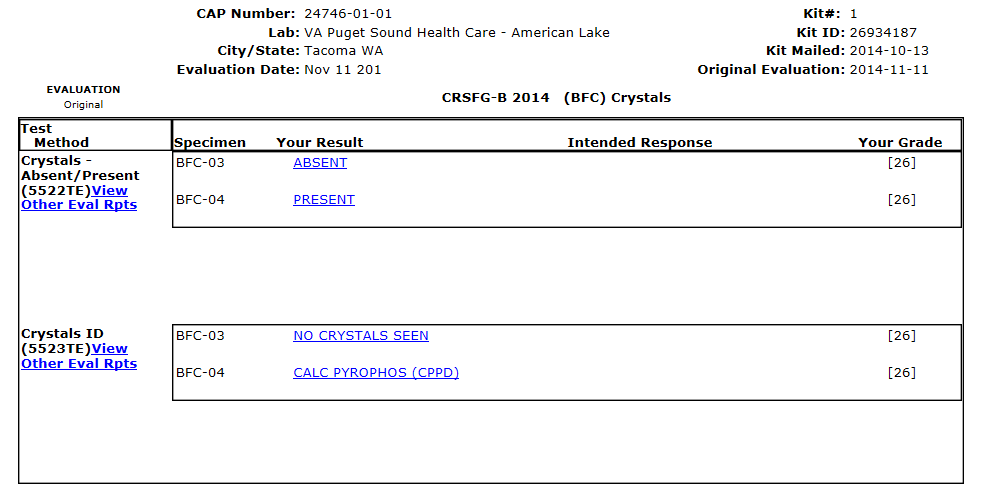 CAP Number: 24746-01-01 Kit#: 1
Lab: VA Puget Sound Health Care - American Lake Kit ID: 26934187
City/State: Tacoma WA Kit Mailed: 2014-10-13
Evaluation Date: Nov 11 201 Original Evaluation: 2014-11-11
EVALUATION
Original
CRSFG-B 2014 (BFC) Crystals
Test
Method Specimen Your Result Intended Response Your Grade
Crystals - BFC-03 ABSENT [26]
Absent/Present
(5522TE)View
Other Eval Rpts BFC-04 PRESENT [26]
Crystals ID BFC-03 NO CRYSTALS SEEN [26]
(5523TE)View
Other Eval Rpts BFC-04 CALC PYROPHOS (CPPD) [26]